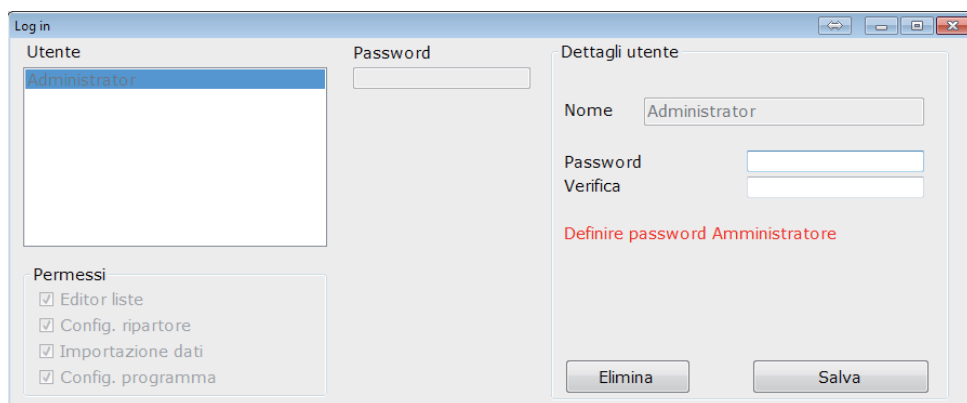 Log in
Utente
Administrator
Password
Dettagli utente
Nome
Administrator
Password
Verifica
Definire password Amministratore
Permessi
Editor liste
Config. ripartore
Importazione dati
Config. programma
Elimina
Salva